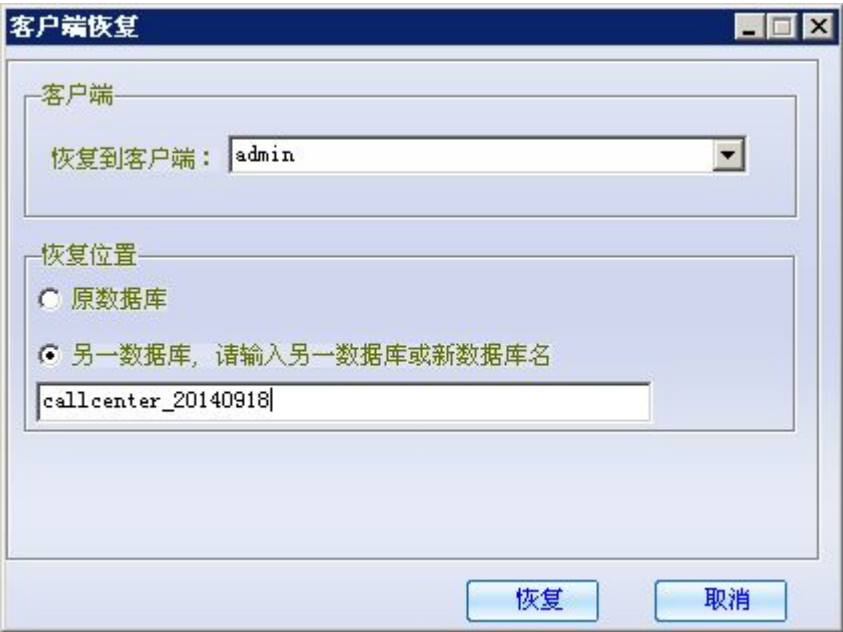 客户端恢复
客户端
恢复到客户端：admin
恢复位置
原数据库
另一数据库，请输入另一数据库或新数据库名
callcenter_20140918
恢复 取消